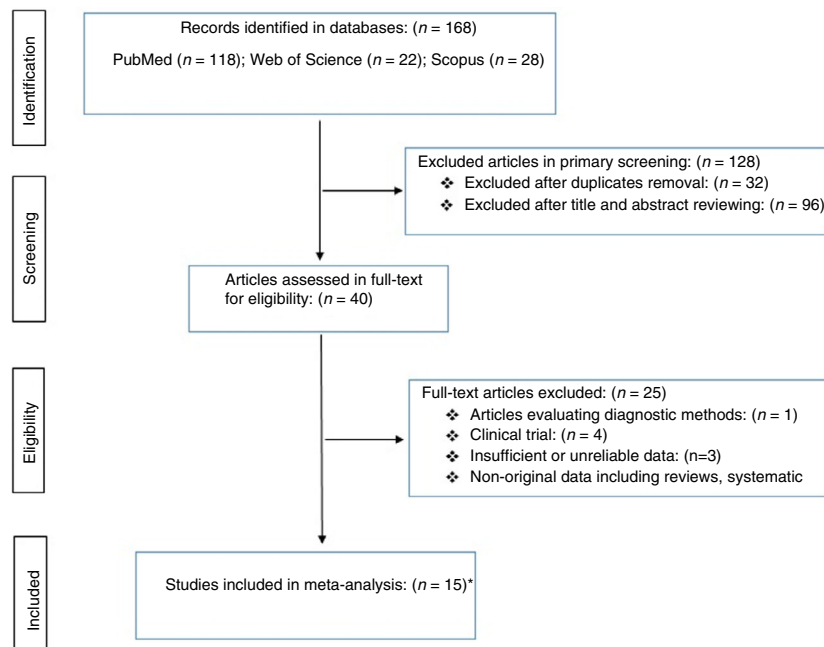 Identification
Records identified in databases: (n = 168)
PubMed (n = 118); Web of Science (n = 22); Scopus (n = 28)
Screening
Excluded articles in primary screening: (n = 128)
❖ Excluded after duplicates removal: (n = 32)
❖ Excluded after title and abstract reviewing: (n = 96)
Articles assessed in full-text
for eligibility: (n = 40)
Eligibility
Full-text articles excluded: (n = 25)
❖ Articles evaluating diagnostic methods: (n = 1)
❖ Clinical trial: (n = 4)
❖ Insufficient or unreliable data: (n=3)
❖ Non-original data including reviews, systematic
Included
Studies included in meta-analysis: (n = 15)*